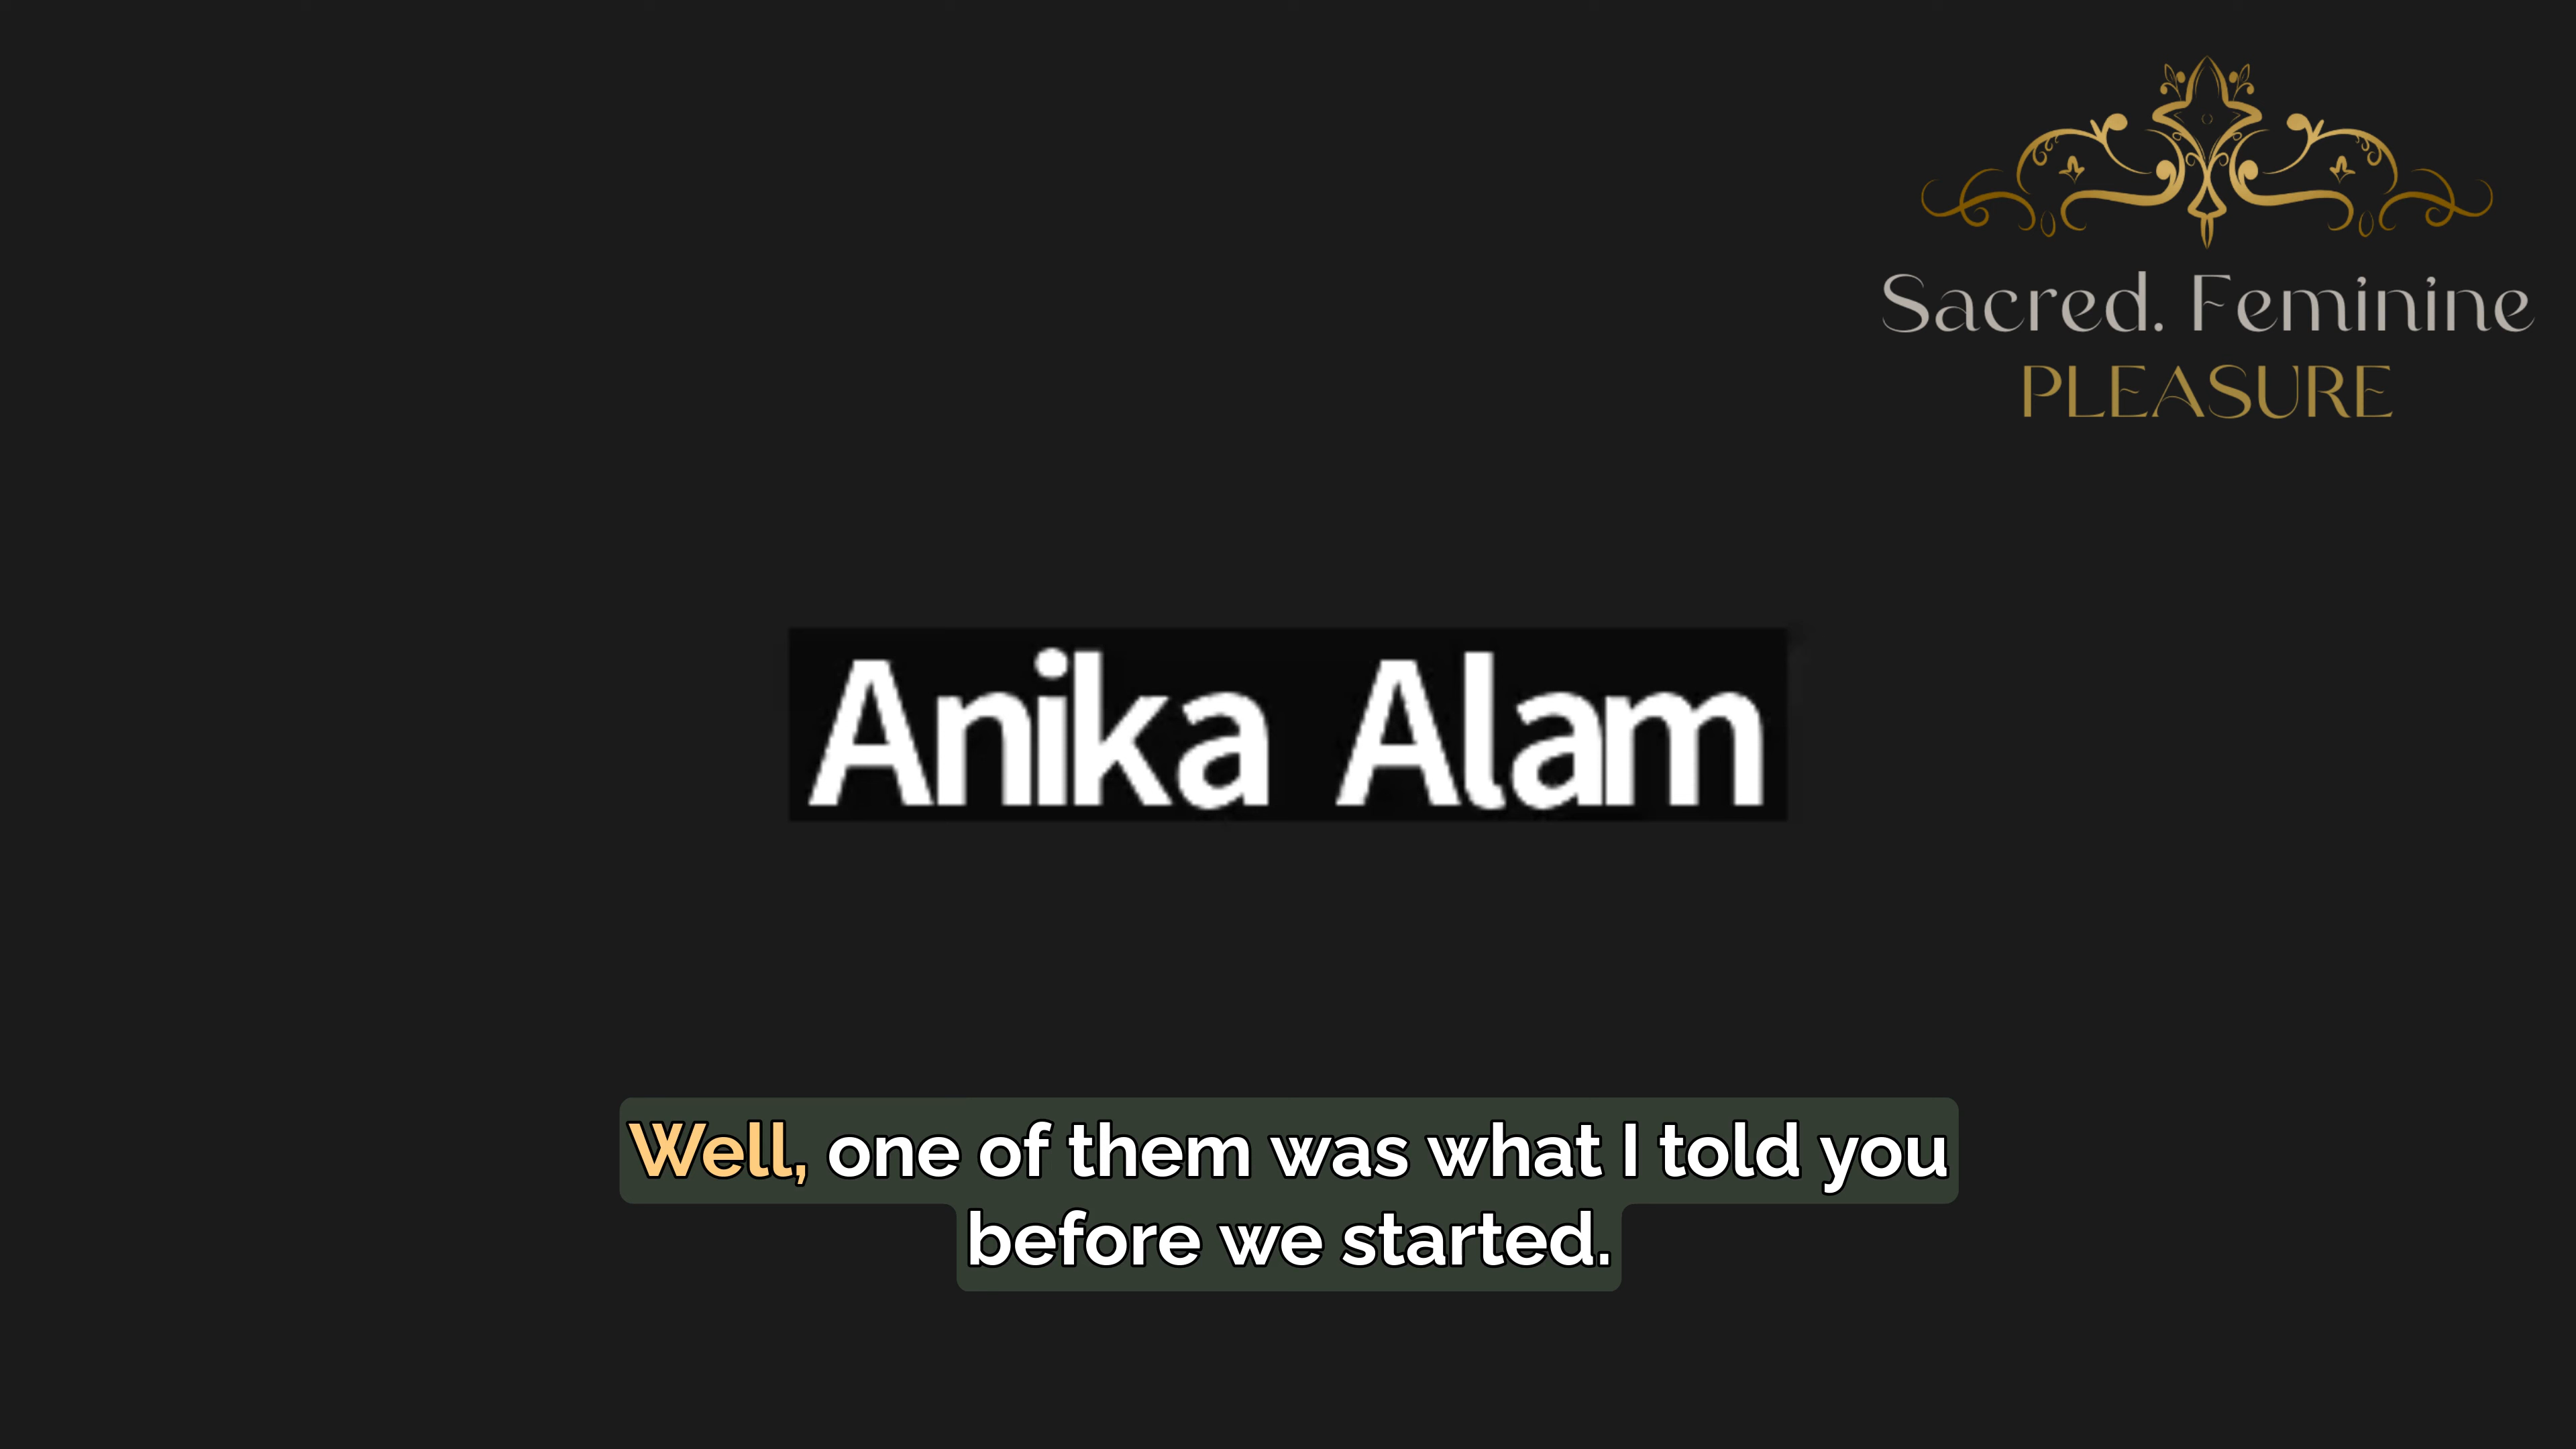 Sacred. Feminine
PLEASURE
Anika Alam
Well, one of them was what I told you
before we started.